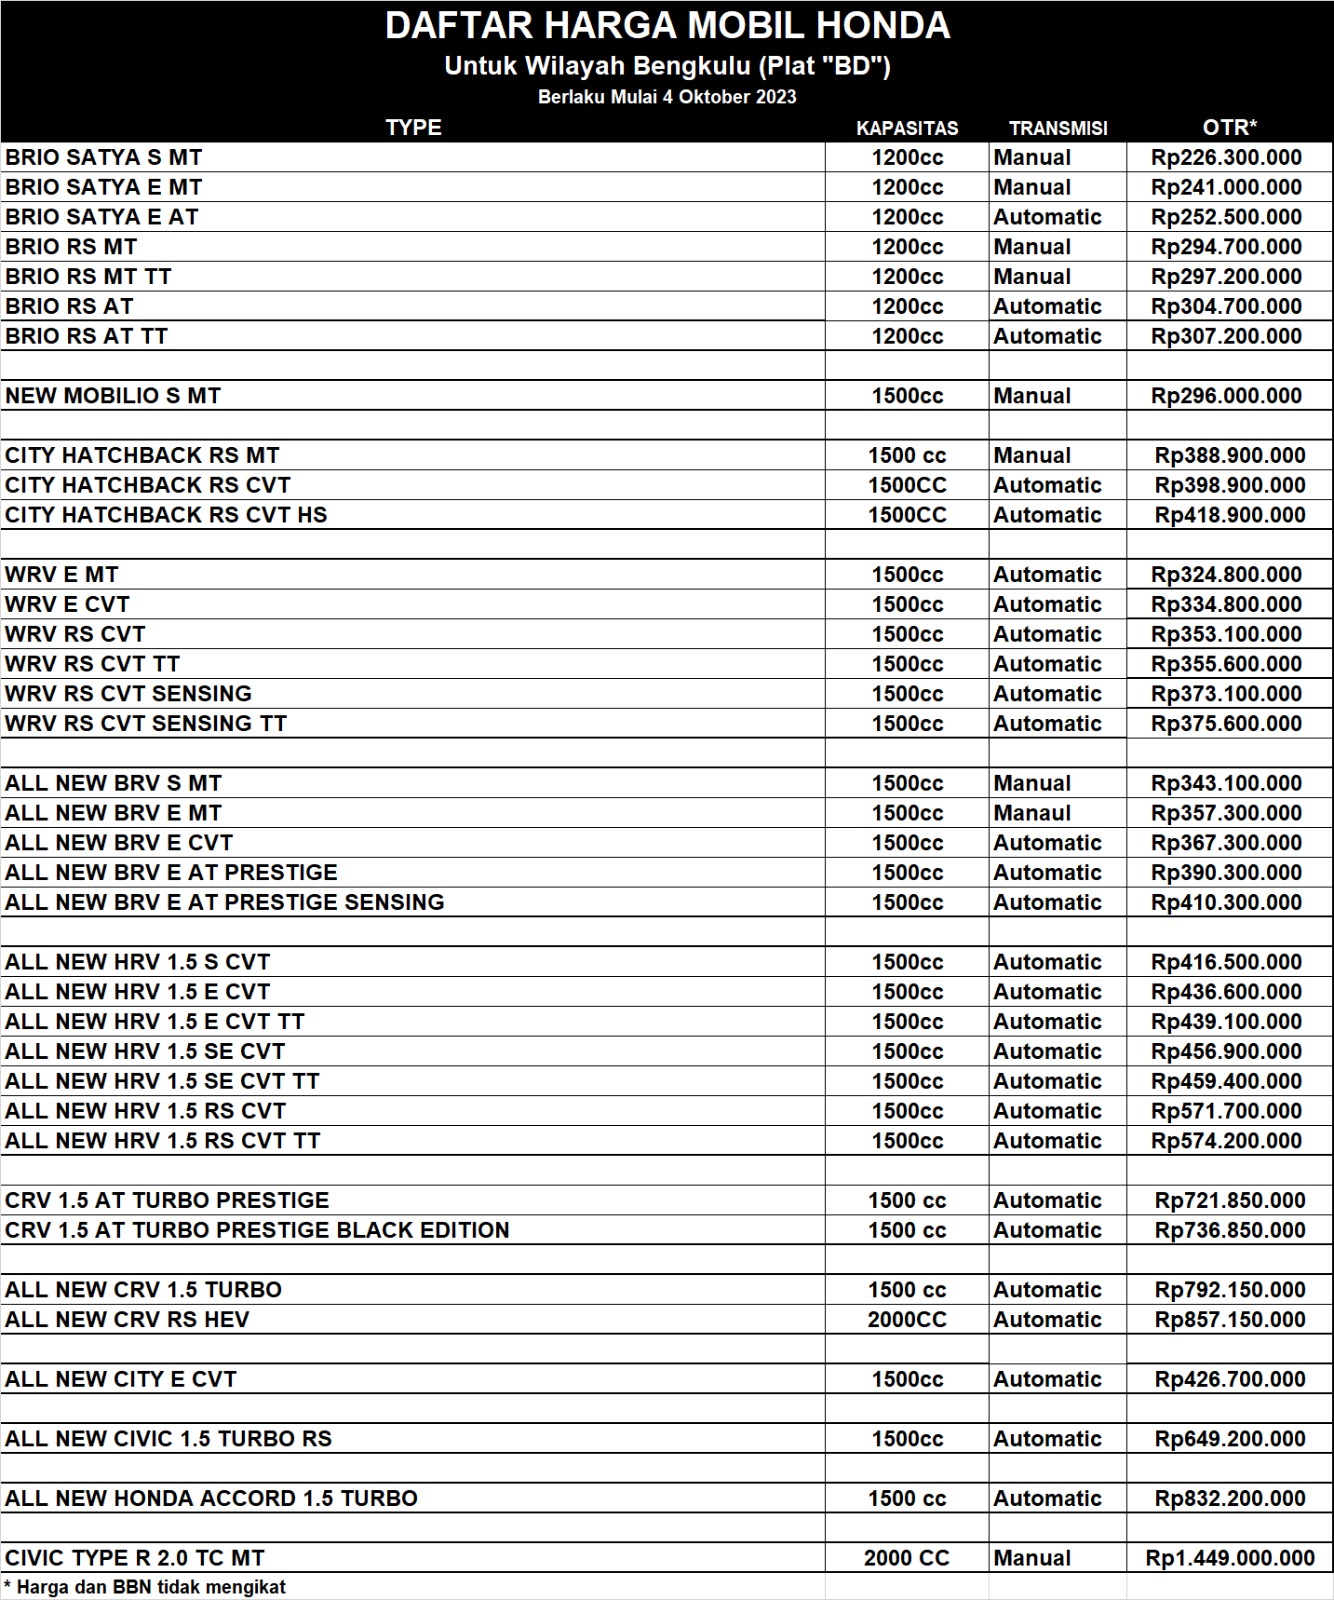 DAFTAR HARGA MOBIL HONDA
Untuk Wilayah Bengkulu (Plat "BD")
Berlaku Mulai 4 Oktober 2023
TYPE KAPASITAS TRANSMISI OTR*
BRIO SATYA S MT 1200cc Manual Rp226.300.000
BRIO SATYA E MT 1200cc Manual Rp241.000.000
BRIO SATYA E AT 1200cc Automatic Rp252.500.000
BRIO RS MT 1200cc Manual Rp294.700.000
BRIO RS MT TT 1200cc Manual Rp297.200.000
BRIO RS AT 1200cc Automatic Rp304.700.000
BRIO RS AT TT 1200cc Automatic Rp307.200.000
NEW MOBILIO S MT 1500cc Manual Rp296.000.000
CITY HATCHBACK RS MT 1500 cc Manual Rp388.900.000
CITY HATCHBACK RS CVT 1500CC Automatic Rp398.900.000
CITY HATCHBACK RS CVT HS 1500CC Automatic Rp418.900.000
WRV E MT 1500cc Automatic Rp324.800.000
WRV E CVT 1500cc Automatic Rp334.800.000
WRV RS CVT 1500cc Automatic Rp353.100.000
WRV RS CVT TT 1500cc Automatic Rp355.600.000
WRV RS CVT SENSING 1500cc Automatic Rp373.100.000
WRV RS CVT SENSING TT 1500cc Automatic Rp375.600.000
ALL NEW BRV S MT 1500cc Manual Rp343.100.000
ALL NEW BRV E MT 1500cc Manaul Rp357.300.000
ALL NEW BRV E CVT 1500cc Automatic Rp367.300.000
ALL NEW BRV E AT PRESTIGE 1500cc Automatic Rp390.300.000
ALL NEW BRV E AT PRESTIGE SENSING 1500cc Automatic Rp410.300.000
ALL NEW HRV 1.5 S CVT 1500cc Automatic Rp416.500.000
ALL NEW HRV 1.5 E CVT 1500cc Automatic Rp436.600.000
ALL NEW HRV 1.5 E CVT TT 1500cc Automatic Rp439.100.000
ALL NEW HRV 1.5 SE CVT 1500cc Automatic Rp456.900.000
ALL NEW HRV 1.5 SE CVT TT 1500cc Automatic Rp459.400.000
ALL NEW HRV 1.5 RS CVT 1500cc Automatic Rp571.700.000
ALL NEW HRV 1.5 RS CVT TT 1500cc Automatic Rp574.200.000
CRV 1.5 AT TURBO PRESTIGE 1500 cc Automatic Rp721.850.000
CRV 1.5 AT TURBO PRESTIGE BLACK EDITION 1500 cc Automatic Rp736.850.000
ALL NEW CRV 1.5 TURBO 1500 cc Automatic Rp792.150.000
ALL NEW CRV RS HEV 2000CC Automatic Rp857.150.000
ALL NEW CITY E CVT 1500cc Automatic Rp426.700.000
ALL NEW CIVIC 1.5 TURBO RS 1500cc Automatic Rp649.200.000
ALL NEW HONDA ACCORD 1.5 TURBO 1500 cc Automatic Rp832.200.000
CIVIC TYPE R 2.0 TC MT 2000 CC Manual Rp1.449.000.000
* Harga dan BBN tidak mengikat